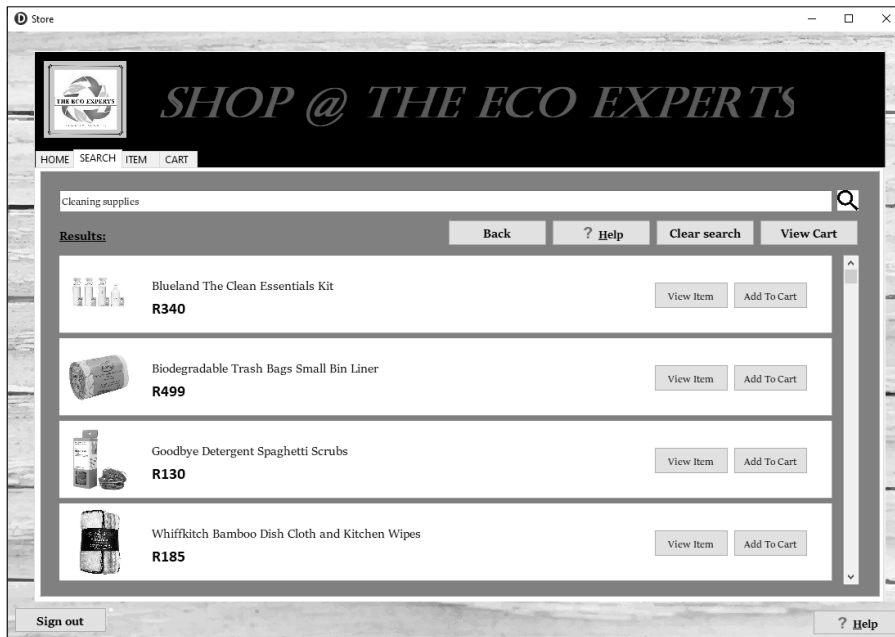 Store
THE ECO EXPERTS
SHOP @ THE ECO EXPERTS
HOME SEARCH ITEM CART
Cleaning supplies
Results:
Back ? Help Clear search View Cart
Blueland The Clean Essentials Kit
R340
View Item Add To Cart
Biodegradable Trash Bags Small Bin Liner
R499
View Item Add To Cart
Goodbye Detergent Spaghetti Scrubs
R130
View Item Add To Cart
Whiffkitch Bamboo Dish Cloth and Kitchen Wipes
R185
View Item Add To Cart
Sign out ? Help